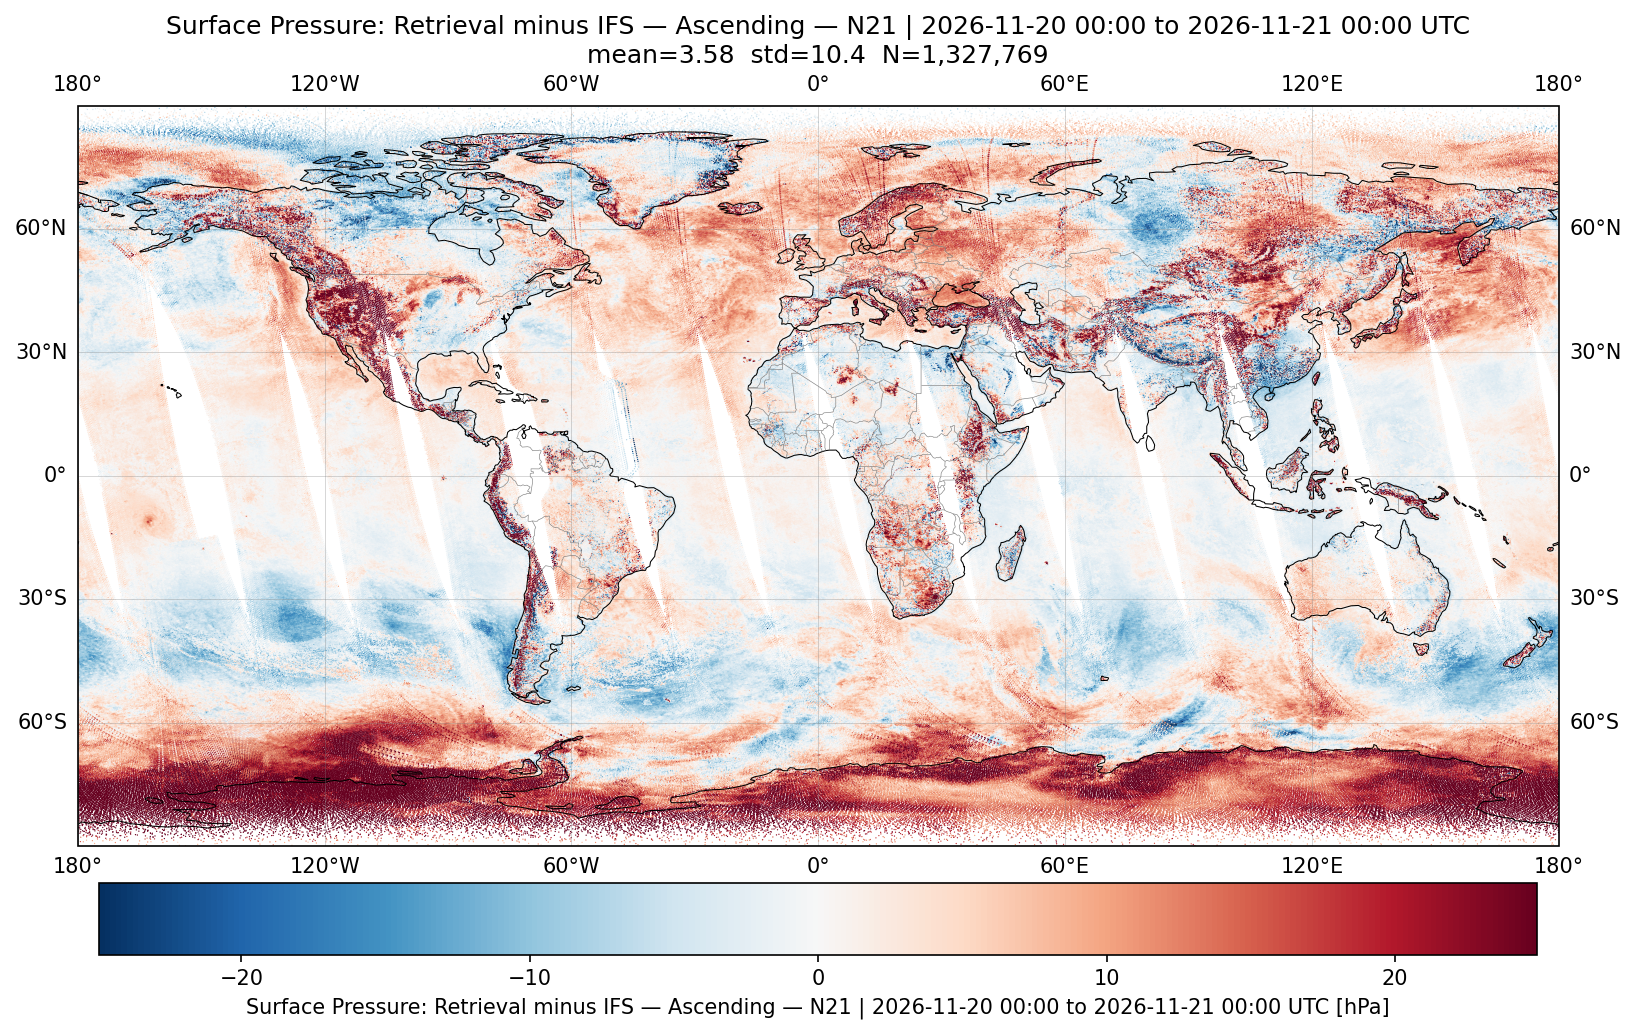 Surface Pressure: Retrieval minus IFS — Ascending — N21 | 2026-11-20 00:00 to 2026-11-21 00:00 UTC
mean=3.58  std=10.4  N=1,327,769
180° 120°W 60°W 0° 60°E 120°E 180°
60°N 60°N
30°N 30°N
0° 0°
30°S 30°S
60°S 60°S
180° 120°W 60°W 0° 60°E 120°E 180°
−20 −10 0 10 20
Surface Pressure: Retrieval minus IFS — Ascending — N21 | 2026-11-20 00:00 to 2026-11-21 00:00 UTC [hPa]